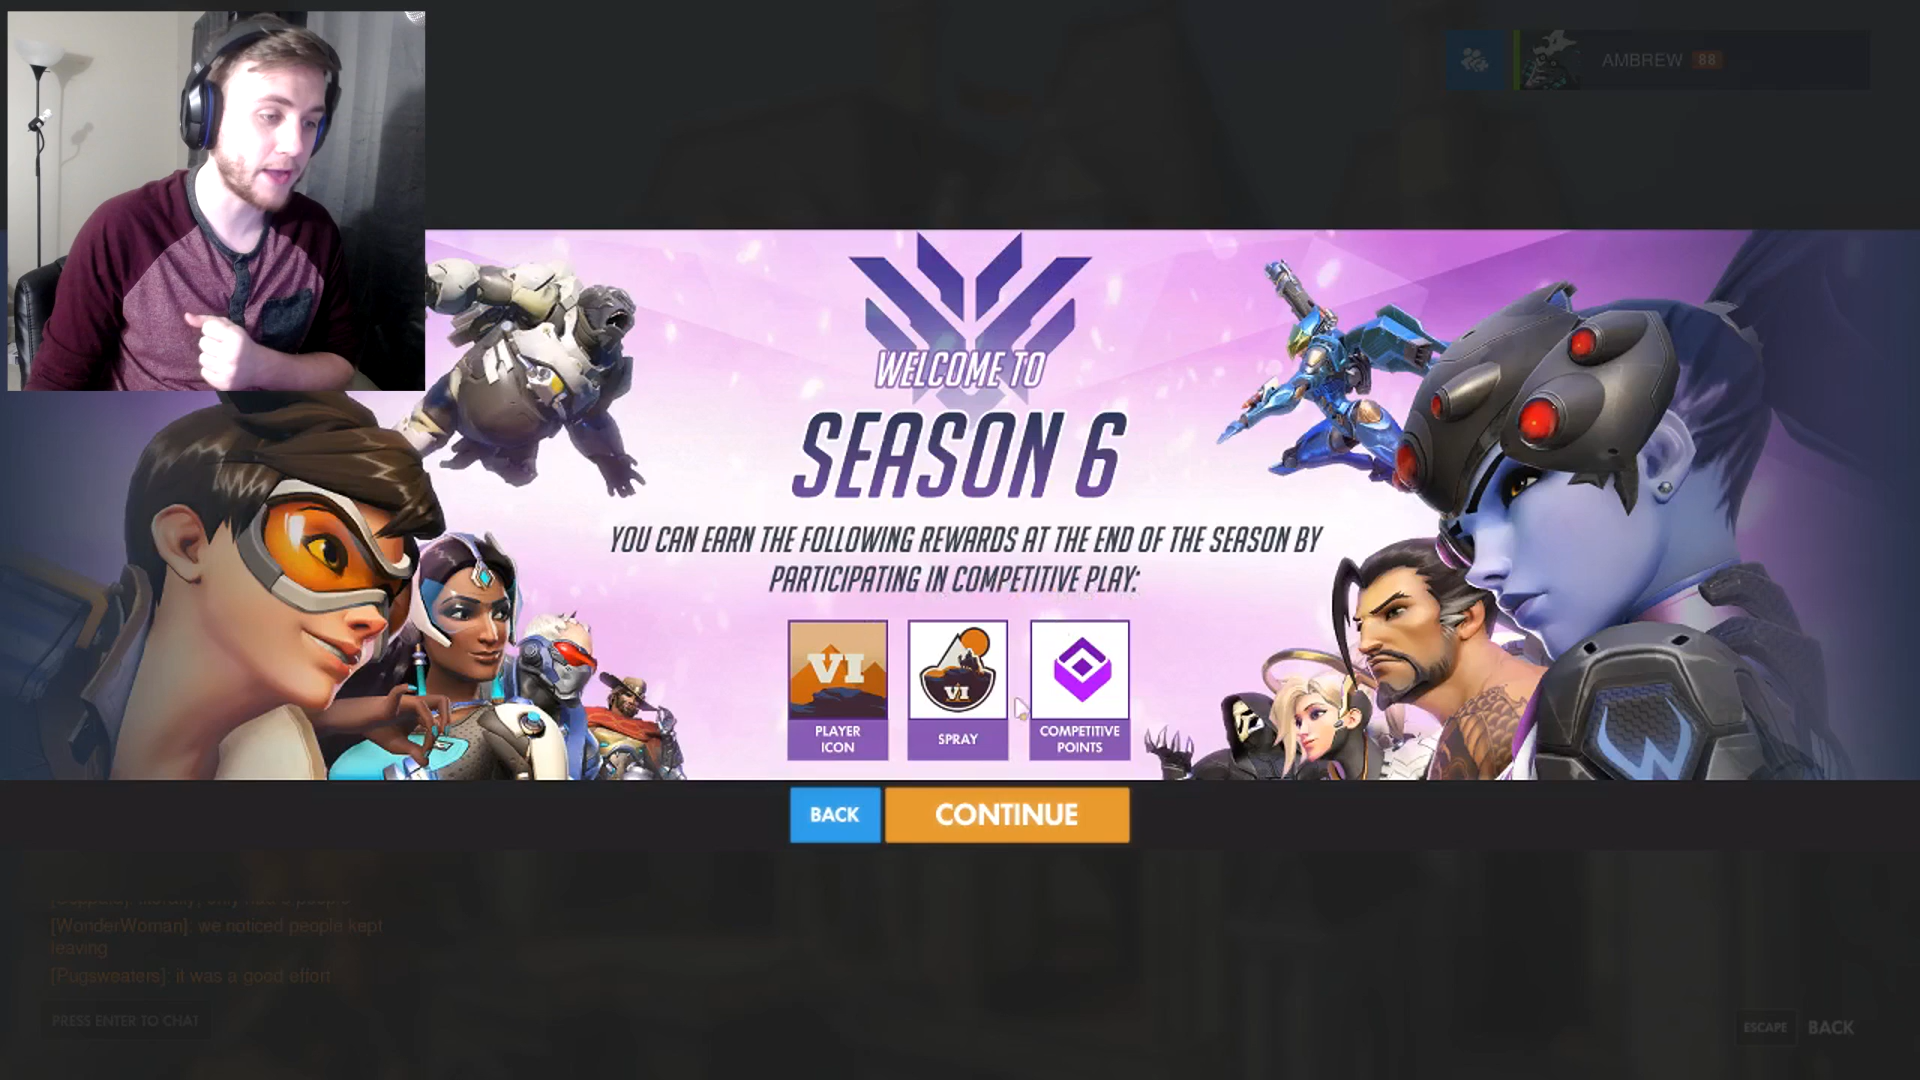 AMBREW 88
WELCOME TO
SEASON 6
YOU CAN EARN THE FOLLOWING REWARDS AT THE END OF THE SEASON BY
PARTICIPATING IN COMPETITIVE PLAY:
VI
VI
PLAYER
ICON
SPRAY
COMPETITIVE
POINTS
BACK
CONTINUE
[WonderWoman]: we noticed people kept
leaving
[Pugsweaters]: it was a good effort
PRESS ENTER TO CHAT
ESCAPE BACK